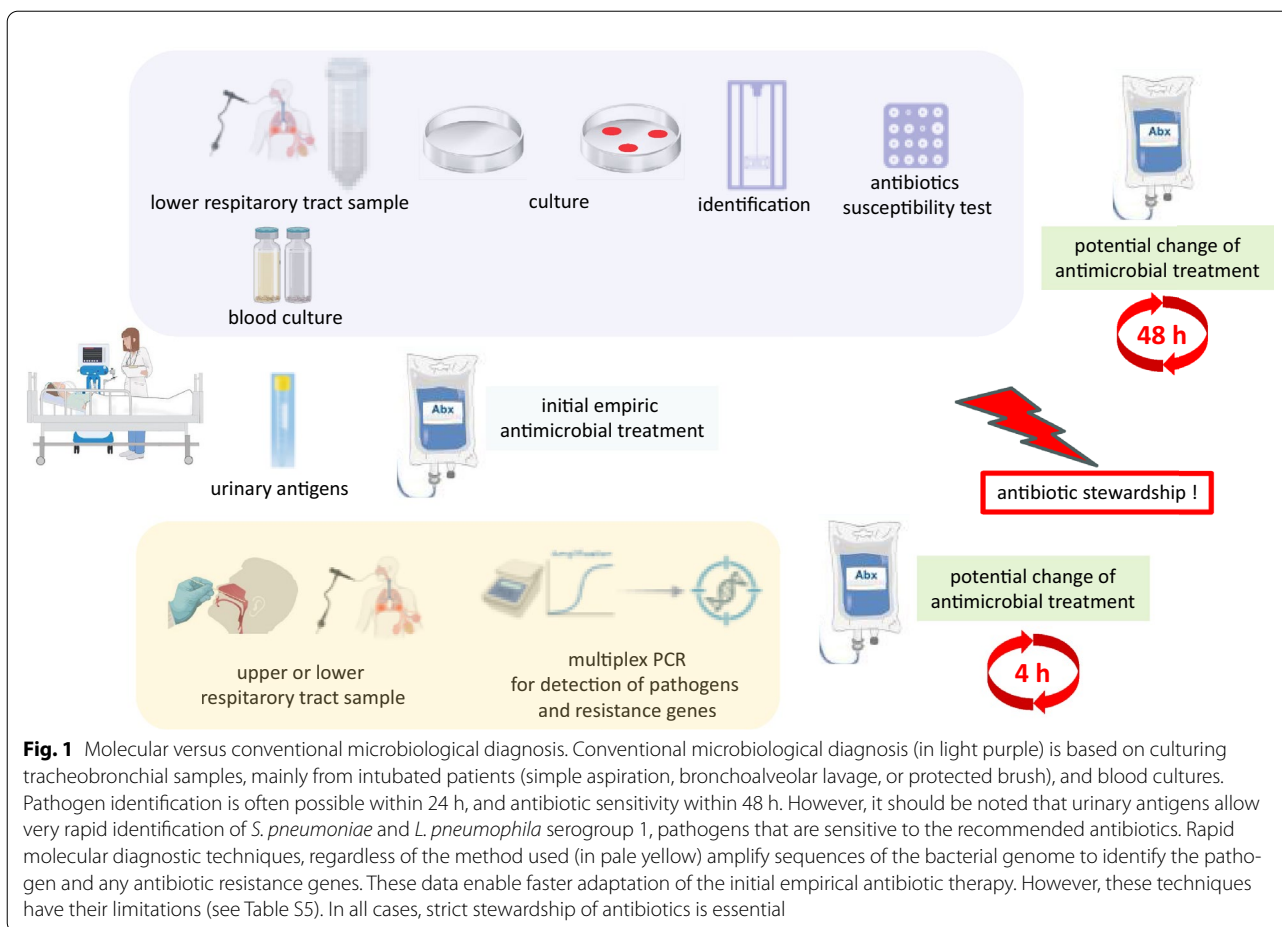 Abx
lower respitarory tract sample
culture
identification
antibiotics
susceptibility test
potential change of
antimicrobial treatment
blood culture
48 h
Abx
initial empiric
antimicrobial treatment
urinary antigens
antibiotic stewardship !
Amplification
Abx
potential change of
antimicrobial treatment
upper or lower
respitarory tract sample
multiplex PCR
for detection of pathogens
and resistance genes
4 h
Fig. 1 Molecular versus conventional microbiological diagnosis. Conventional microbiological diagnosis (in light purple) is based on culturing
tracheobronchial samples, mainly from intubated patients (simple aspiration, bronchoalveolar lavage, or protected brush), and blood cultures.
Pathogen identification is often possible within 24 h, and antibiotic sensitivity within 48 h. However, it should be noted that urinary antigens allow
very rapid identification of S. pneumoniae and L. pneumophila serogroup 1, pathogens that are sensitive to the recommended antibiotics. Rapid
molecular diagnostic techniques, regardless of the method used (in pale yellow) amplify sequences of the bacterial genome to identify the patho-
gen and any antibiotic resistance genes. These data enable faster adaptation of the initial empirical antibiotic therapy. However, these techniques
have their limitations (see Table S5). In all cases, strict stewardship of antibiotics is essential